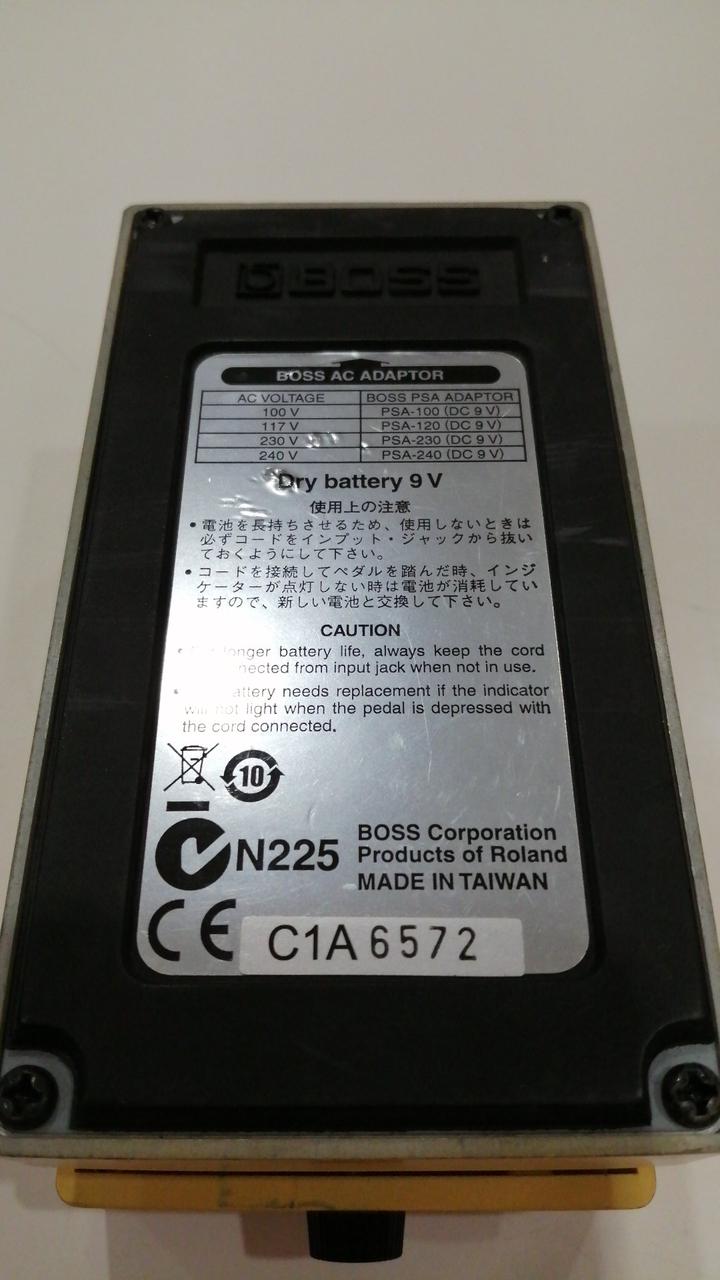 BOSS
BOSS AC ADAPTOR
AC VOLTAGE BOSS PSA ADAPTOR
100 V PSA-100 (DC 9 V)
117 V PSA-120 (DC 9 V)
230 V PSA-230 (DC 9 V)
240 V PSA-240 (DC 9 V)
Dry battery 9 V
使用上の注意
• 電池を長持ちさせるため、使用しないときは
必ずコードをインプット・ジャックから抜い
ておくようにして下さい。
• コードを接続してペダルを踏んだ時、インジ
ケーターが点灯しない時は電池が消耗してい
ますので、新しい電池と交換して下さい。
CAUTION
• longer battery life, always keep the cord
from input jack when not in use.
• battery needs replacement if the indicator
will not light when the pedal is depressed with
the cord connected.
10
N225
BOSS Corporation
Products of Roland
MADE IN TAIWAN
CE
C1A 6572